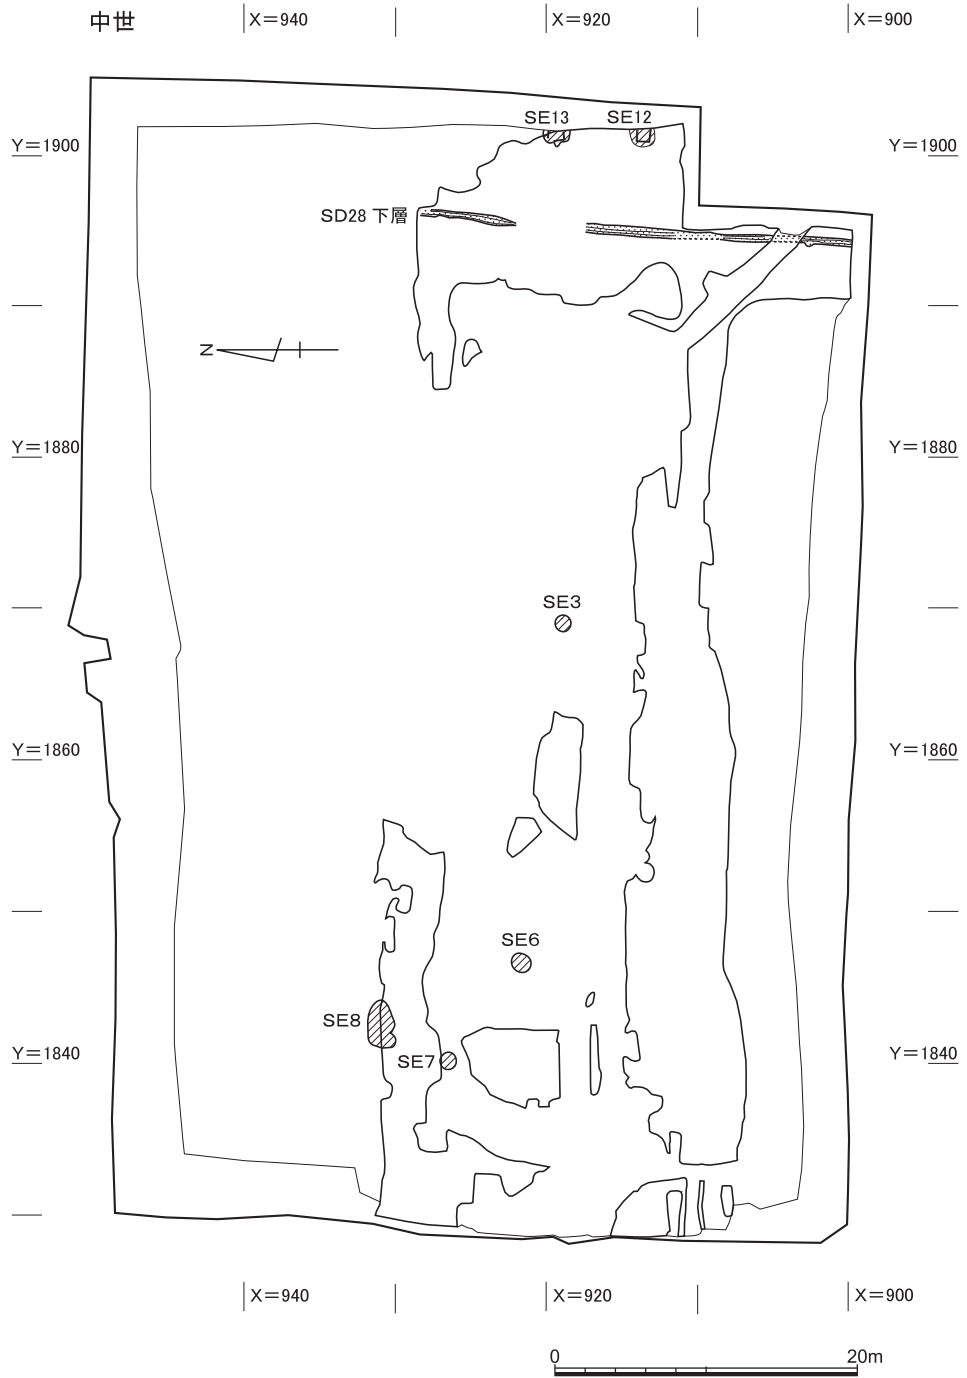 中世
X＝940
X＝920
X＝900
SE13
SE12
Y＝1900
Y＝1900
SD28 下層
N
Y＝1880
Y＝1880
SE3
Y＝1860
Y＝1860
SE6
SE8
SE7
Y＝1840
Y＝1840
X＝940
X＝920
X＝900
0
20m